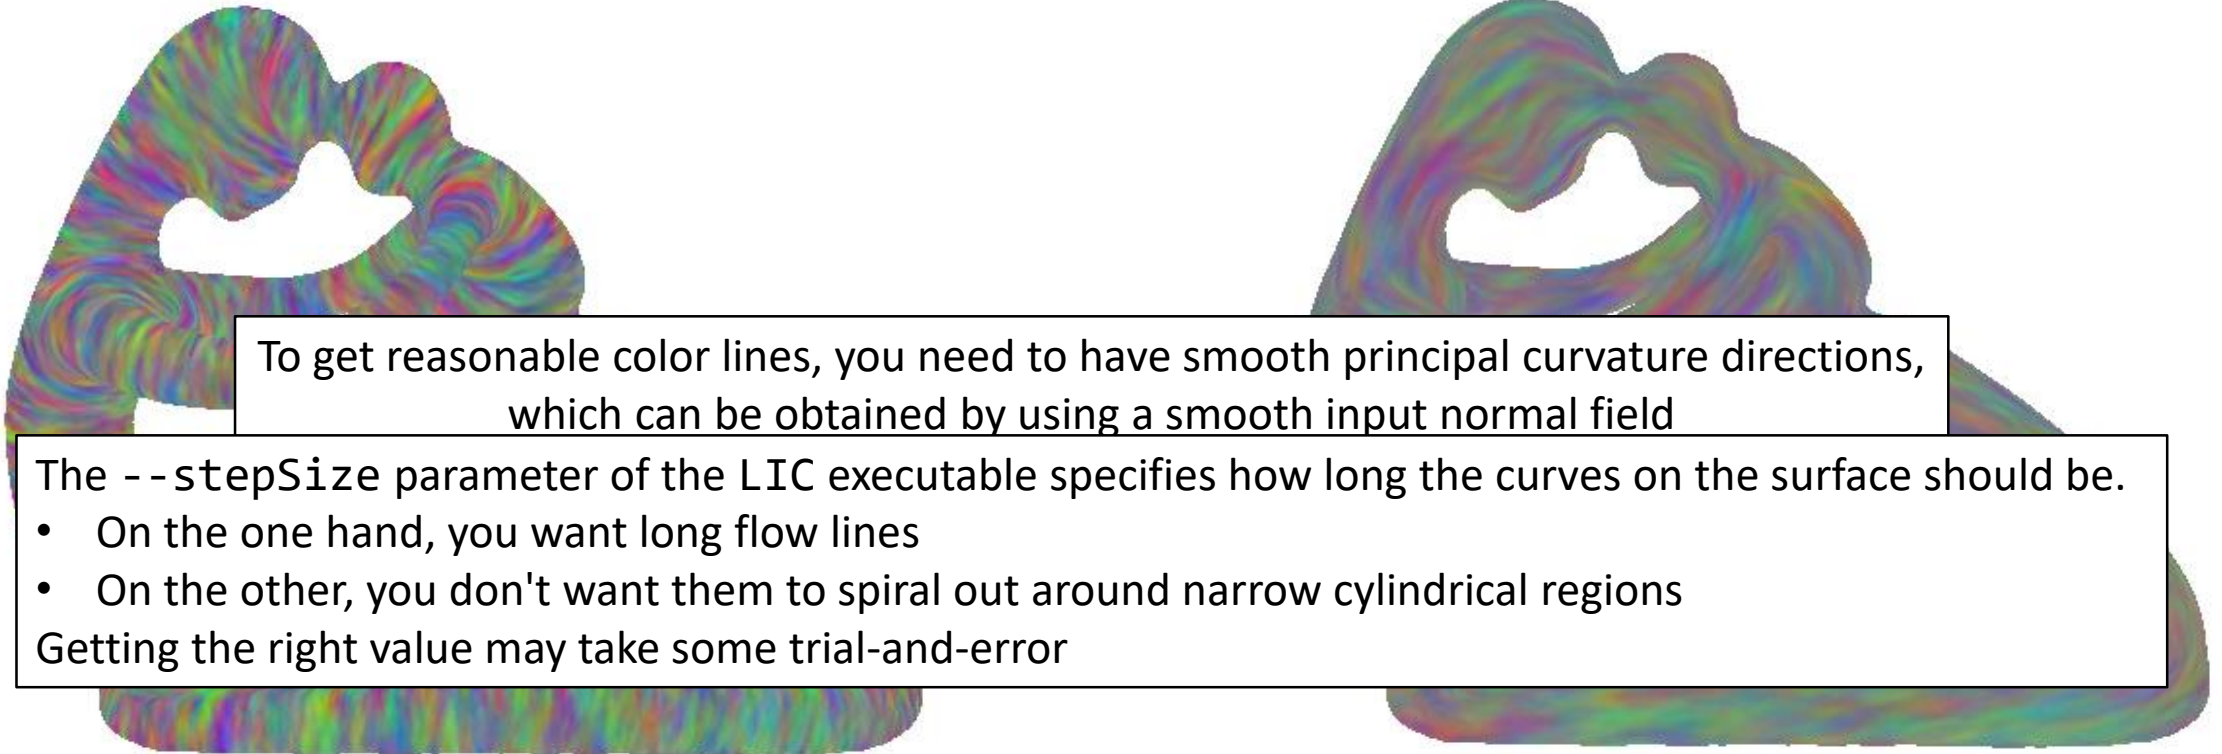 To get reasonable color lines, you need to have smooth principal curvature directions,
which can be obtained by using a smooth input normal field
The --stepSize parameter of the LIC executable specifies how long the curves on the surface should be.
• On the one hand, you want long flow lines
• On the other, you don't want them to spiral out around narrow cylindrical regions
Getting the right value may take some trial-and-error